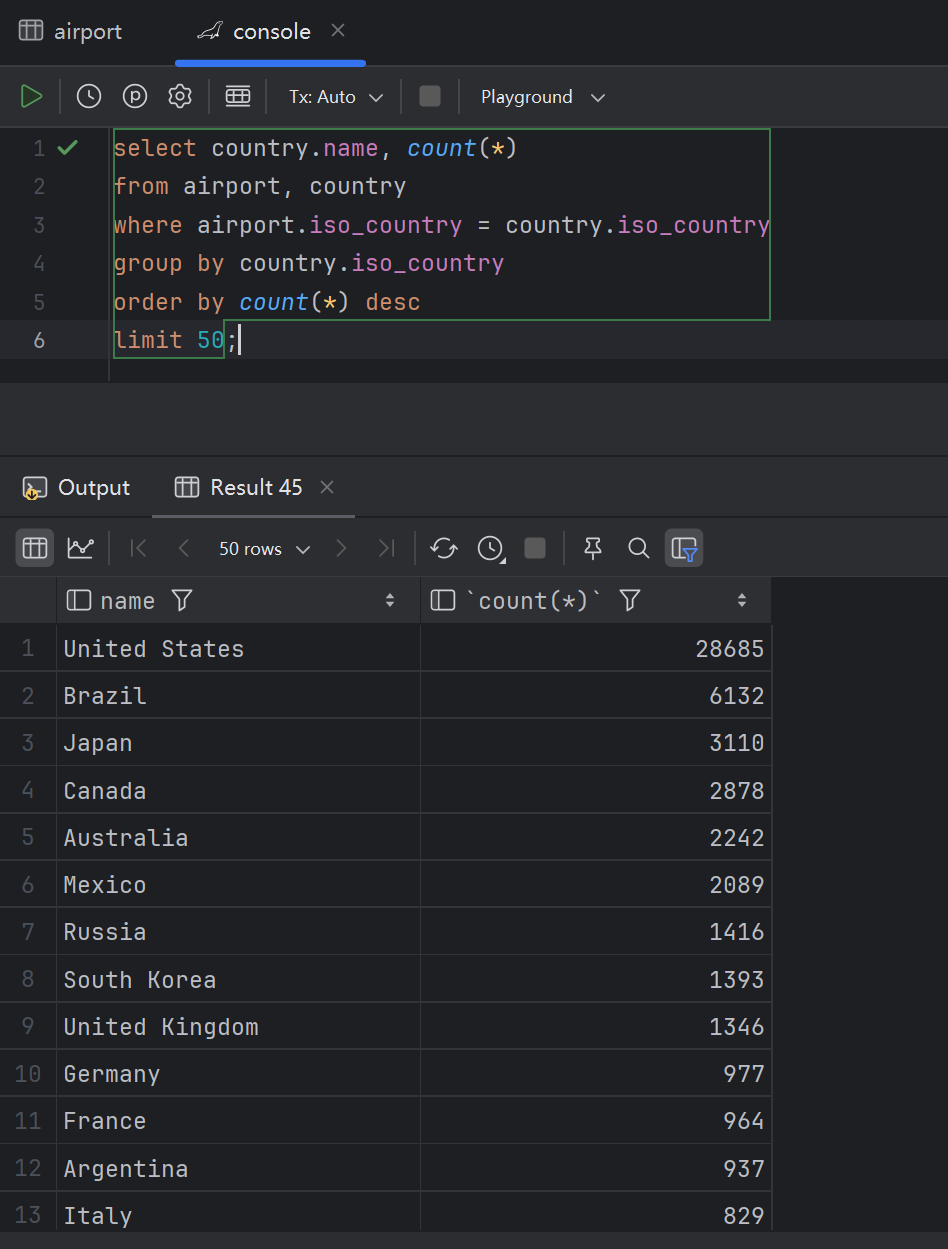 airport console
Tx: Auto Playground
1 select country.name, count(*)
2 from airport, country
3 where airport.iso_country = country.iso_country
4 group by country.iso_country
5 order by count(*) desc
6 limit 50;
Output Result 45
50 rows
name `count(*)`
1 United States 28685
2 Brazil 6132
3 Japan 3110
4 Canada 2878
5 Australia 2242
6 Mexico 2089
7 Russia 1416
8 South Korea 1393
9 United Kingdom 1346
10 Germany 977
11 France 964
12 Argentina 937
13 Italy 829